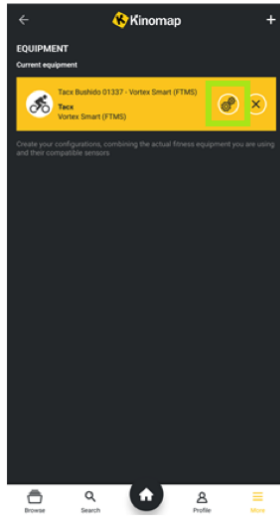 Kinomap
EQUIPMENT
Current equipment
Tacx Bushido 01337 - Vortex Smart (FTMS)
Tacx
Vortex Smart (FTMS)
Create your configurations, combining the actual fitness equipment you are using
and their compatible sensors
Browse
Search
Profile
More